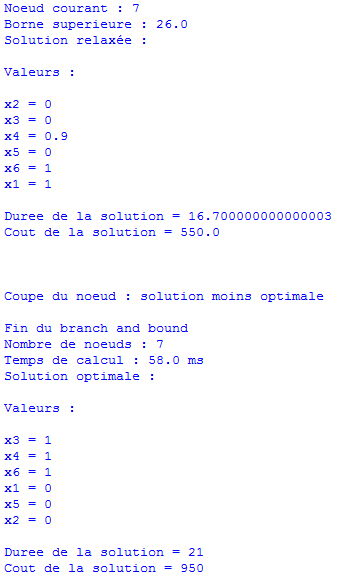 Noeud courant : 7
Borne superieure : 26.0
Solution relaxée :
Valeurs :
x2 = 0
x3 = 0
x4 = 0.9
x5 = 0
x6 = 1
x1 = 1
Duree de la solution = 16.700000000000003
Cout de la solution = 550.0
Coupe du noeud : solution moins optimale
Fin du branch and bound
Nombre de noeuds : 7
Temps de calcul : 58.0 ms
Solution optimale :
Valeurs :
x3 = 1
x4 = 1
x6 = 1
x1 = 0
x5 = 0
x2 = 0
Duree de la solution = 21
Cout de la solution = 950